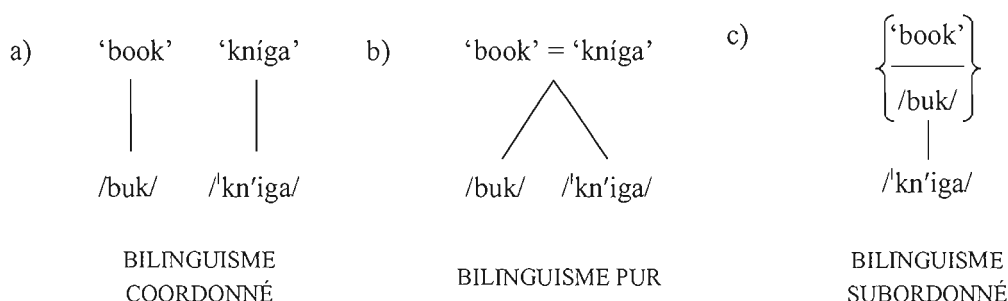 a) ‘book’ ‘kníga’ b) ‘book’ = ‘kníga’ c) ‘book’
/buk/
/buk/ /ˈkn′iga/ /buk/ /ˈkn′iga/ /ˈkn′iga/
BILINGUISME COORDONNÉ
BILINGUISME PUR
BILINGUISME SUBORDONNÉ